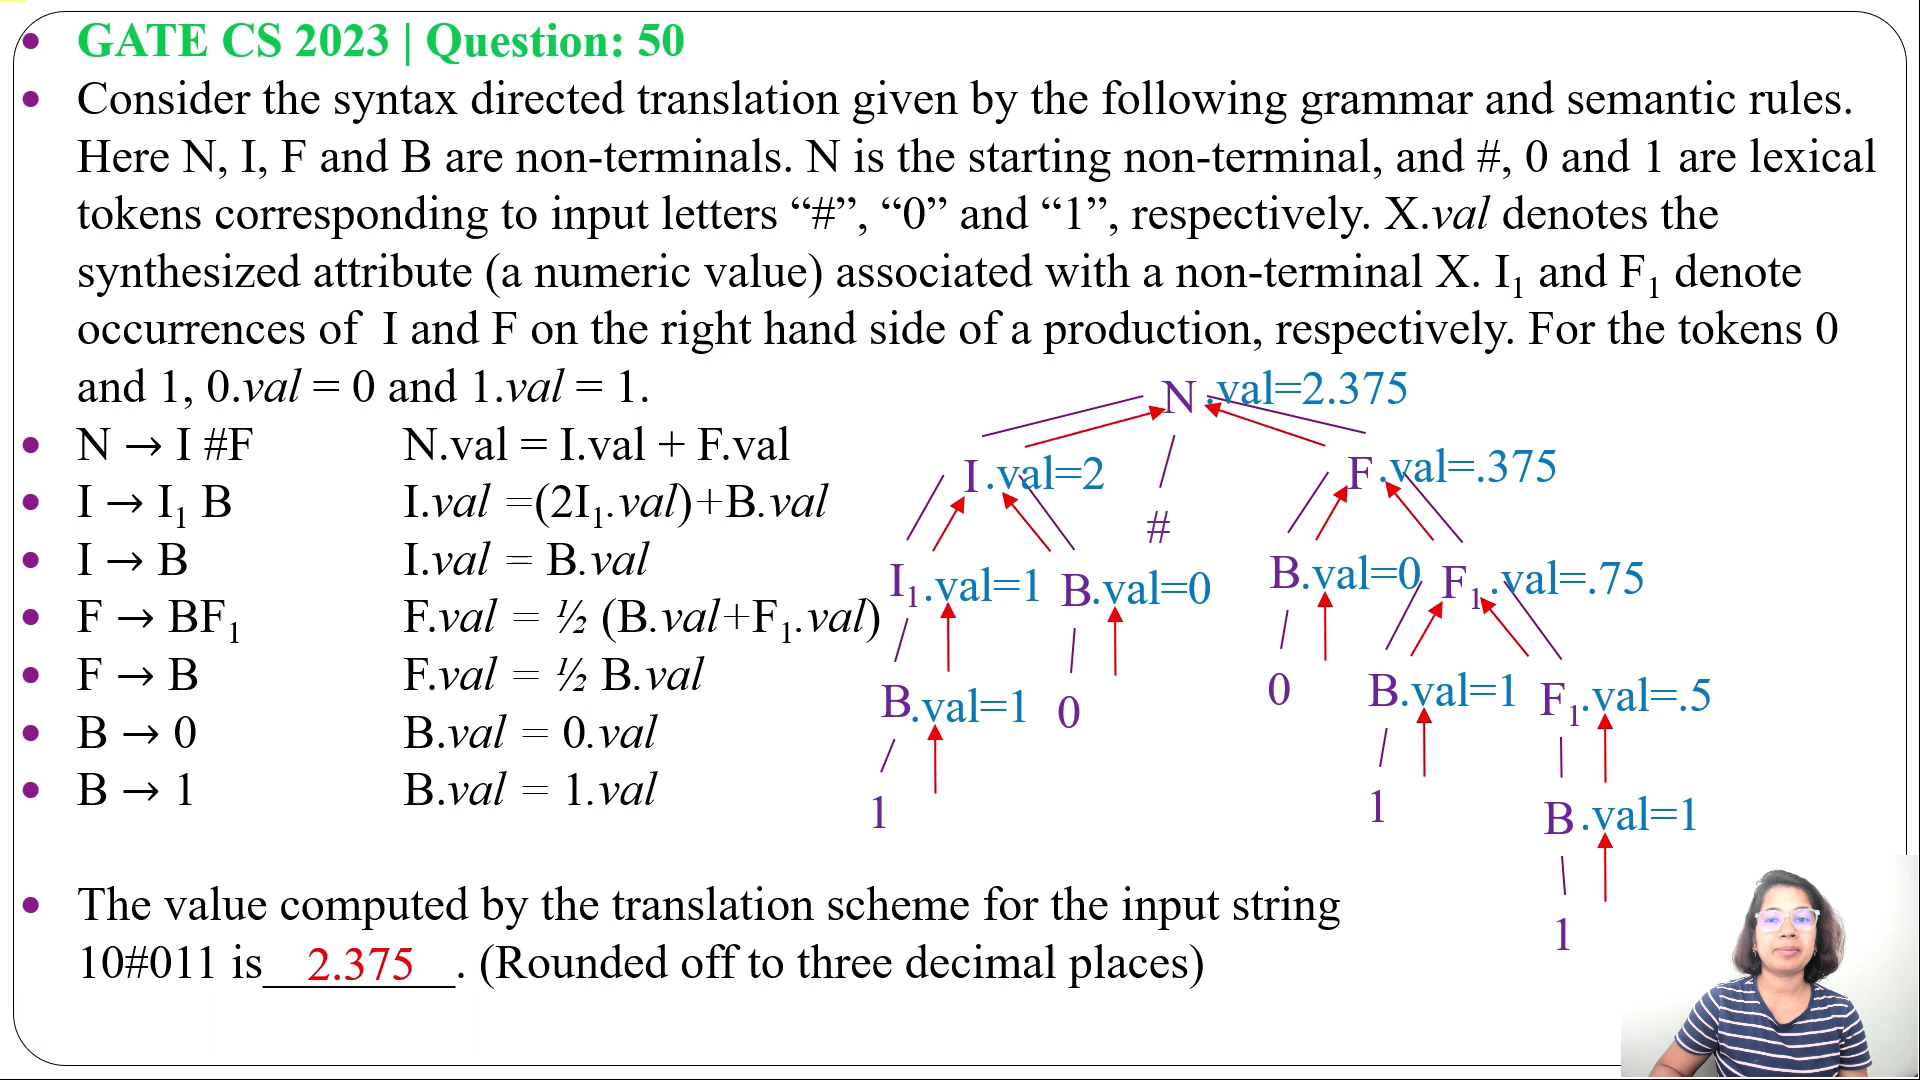 GATE CS 2023 | Question: 50
Consider the syntax directed translation given by the following grammar and semantic rules.
Here N, I, F and B are non-terminals. N is the starting non-terminal, and #, 0 and 1 are lexical
tokens corresponding to input letters “#”, “0” and “1”, respectively. X.val denotes the
synthesized attribute (a numeric value) associated with a non-terminal X. I₁ and F₁ denote
occurrences of I and F on the right hand side of a production, respectively. For the tokens 0
and 1, 0.val = 0 and 1.val = 1.
N → I #F N.val = I.val + F.val
I → I₁ B I.val =(2I₁.val)+B.val
I → B I.val = B.val
F → BF₁ F.val = ½ (B.val+F₁.val)
F → B F.val = ½ B.val
B → 0 B.val = 0.val
B → 1 B.val = 1.val
N .val=2.375
I .val=2 # F .val=.375
I₁ .val=1 B.val=0 B.val=0 F₁ .val=.75
B.val=1 0 0 B.val=1 F₁.val=.5
1 1 B .val=1
1
The value computed by the translation scheme for the input string
10#011 is 2.375 . (Rounded off to three decimal places)